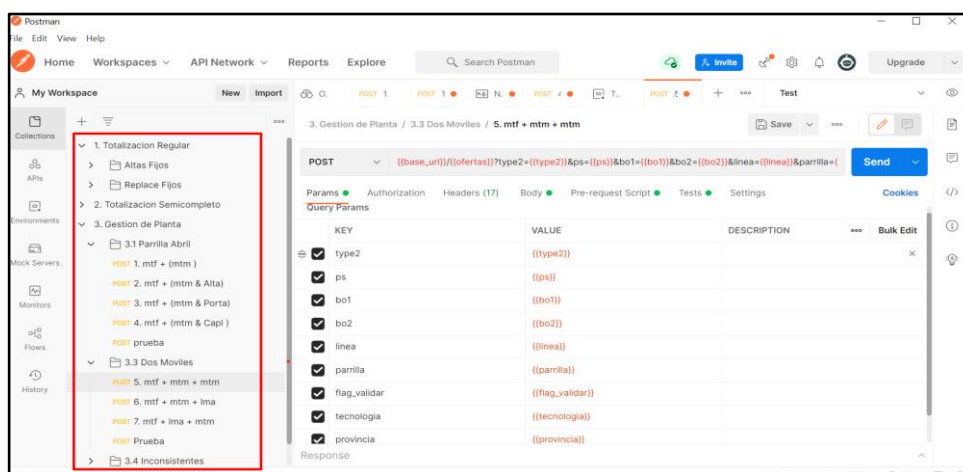 Postman
File Edit View Help
Home Workspaces API Network Reports Explore Search Postman Invite Upgrade
My Workspace New Import O. POST 1 POST 1 N. POST T... POST Test
Collections
APIs
Environments
Mock Servers
Monitors
Flows
History
1. Totalizacion Regular
Altas Fijos
Replace Fijos
2. Totalizacion Semicompleto
3. Gestion de Planta
3.1 Parrilla Abril
POST 1. mtf + (mtm )
POST 2. mtf + (mtm & Alta)
POST 3. mtf + (mtm & Porta)
POST 4. mtf + (mtm & Capl )
POST prueba
3.3 Dos Moviles
POST 5. mtf + mtm + mtm
POST 6. mtf + mtm + lma
POST 7. mtf + lma + mtm
POST Prueba
3.4 Inconsistentes
3. Gestion de Planta / 3.3 Dos Moviles / 5. mtf + mtm + mtm Save
POST {{base_url}}/{{ofertas}}?type2={{type2}}&ps={{ps}}&bo1={{bo1}}&bo2={{bo2}}&linea={{linea}}&parrilla={ Send
Params Authorization Headers (17) Body Pre-request Script Tests Settings Cookies
Query Params
KEY VALUE DESCRIPTION Bulk Edit
type2 {{type2}}
ps {{ps}}
bo1 {{bo1}}
bo2 {{bo2}}
linea {{linea}}
parrilla {{parrilla}}
flag_validar {{flag_validar}}
tecnologia {{tecnologia}}
provincia {{provincia}}
Response